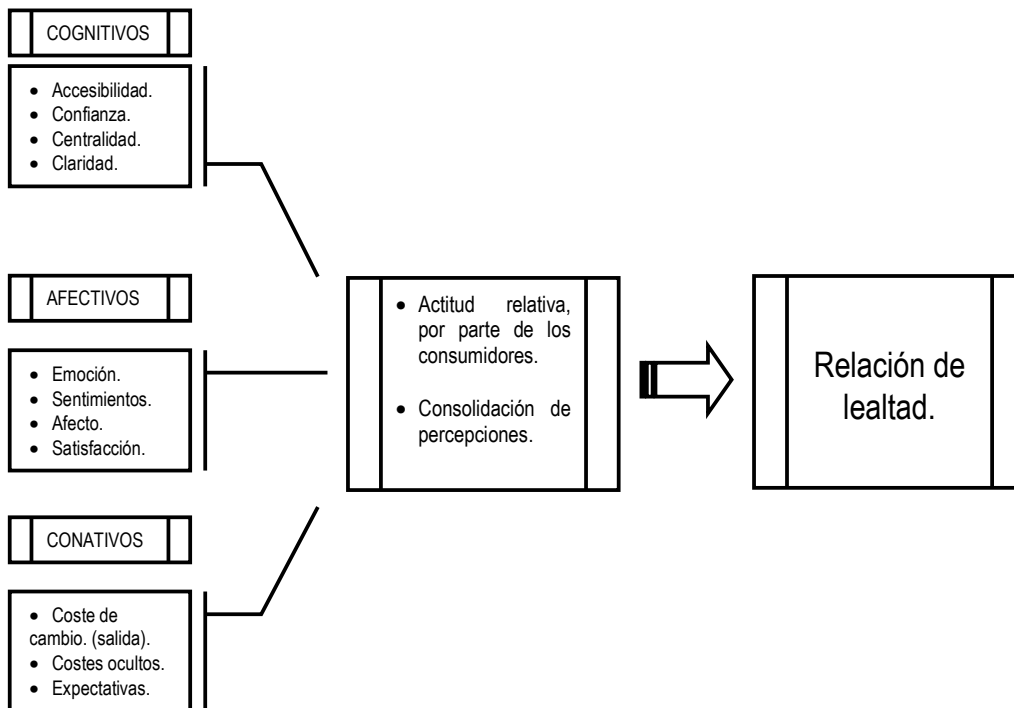 COGNITIVOS
• Accesibilidad.
• Confianza.
• Centralidad.
• Claridad.
AFECTIVOS
• Emoción.
• Sentimientos.
• Afecto.
• Satisfacción.
CONATIVOS
• Coste de
cambio. (salida).
• Costes ocultos.
• Expectativas.
• Actitud relativa,
por parte de los
consumidores.
• Consolidación de
percepciones.
Relación de
lealtad.